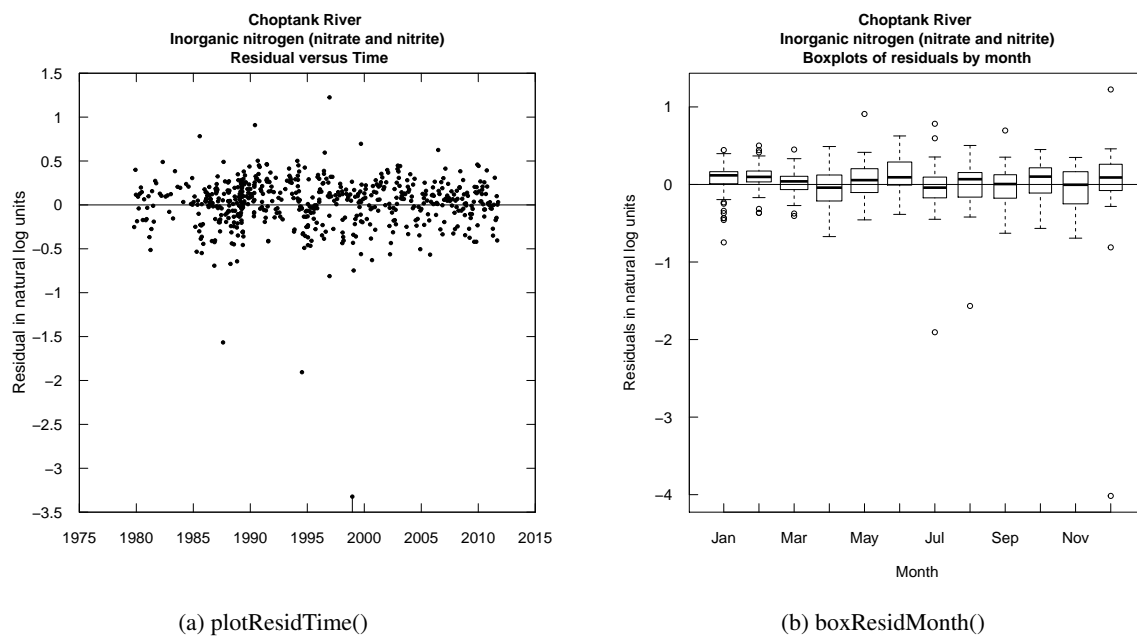 Choptank River
Inorganic nitrogen (nitrate and nitrite)
Residual versus Time
Residual in natural log units
1.5
1
0.5
0
−0.5
−1
−1.5
−2
−2.5
−3
−3.5
1975 1980 1985 1990 1995 2000 2005 2010 2015
(a) plotResidTime()
Choptank River
Inorganic nitrogen (nitrate and nitrite)
Boxplots of residuals by month
Residuals in natural log units
1
0
−1
−2
−3
−4
Jan Mar May Jul Sep Nov
Month
(b) boxResidMonth()